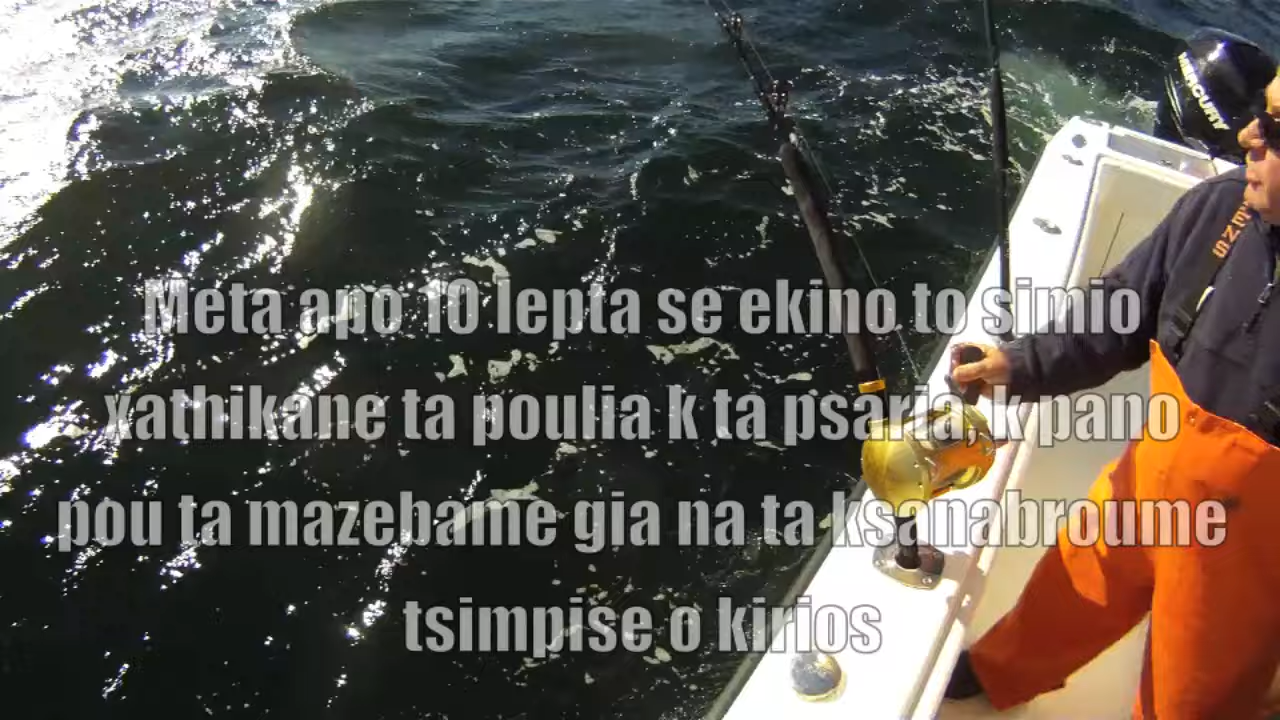 MERCURY
Meta apo 10 lepta se ekino to simio
xathikane ta poulia k ta psaria, k pano
pou ta mazebame gia na ta ksanabroume
tsimpise o kirios